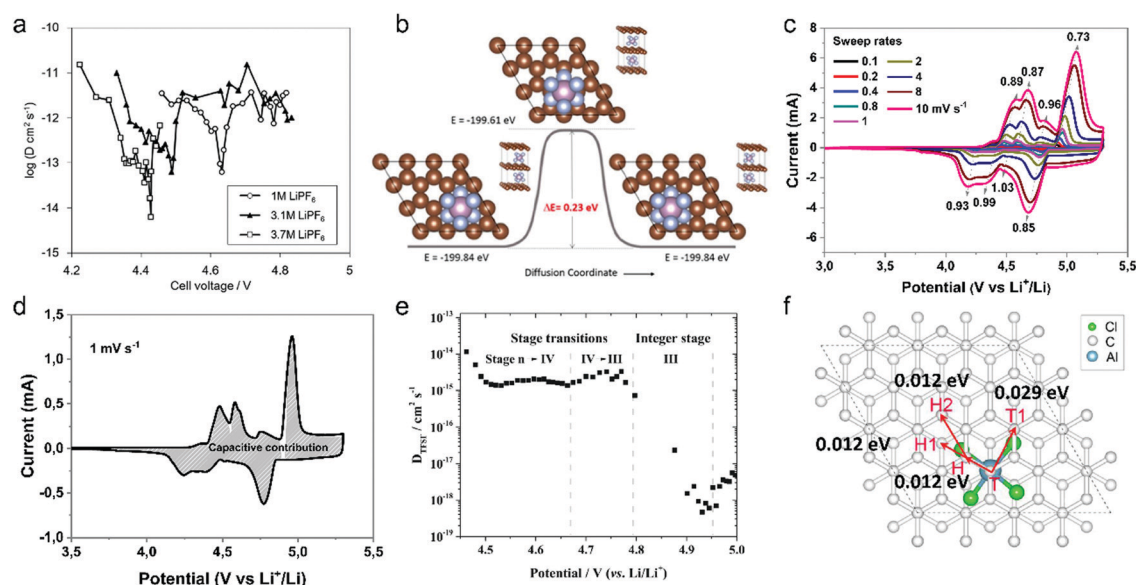 a
-10
-11
-12
-13
-14
-15
log (D cm² s⁻¹)
1M LiPF₆
3.1M LiPF₆
3.7M LiPF₆
4.2
4.4
4.6
4.8
5
Cell voltage / V
b
E = -199.61 eV
ΔE= 0.23 eV
E = -199.84 eV
E = -199.84 eV
Diffusion Coordinate
c
Sweep rates
0.1
0.2
0.4
0.8
1
2
4
8
10 mV s⁻¹
0.89
0.87
0.96
0.73
0.93
0.99
1.03
0.85
8
6
4
2
0
-2
-4
-6
Current (mA)
3,0
3,5
4,0
4,5
5,0
5,5
Potential (V vs Li⁺/Li)
d
1 mV s⁻¹
1,5
1,0
0,5
0,0
-0,5
-1,0
Current (mA)
Capacitive contribution
3,5
4,0
4,5
5,0
5,5
Potential (V vs Li⁺/Li)
e
10⁻¹³
10⁻¹⁴
10⁻¹⁵
10⁻¹⁶
10⁻¹⁷
10⁻¹⁸
10⁻¹⁹
D_TFSI⁻ / cm² s⁻¹
Stage transitions
Integer stage
Stage n
IV
IV
III
III
4.5
4.6
4.7
4.8
4.9
5.0
Potential / V (vs. Li/Li⁺)
f
Cl
C
Al
0.012 eV
0.029 eV
H2
T1
0.012 eV
H1
H
T
0.012 eV